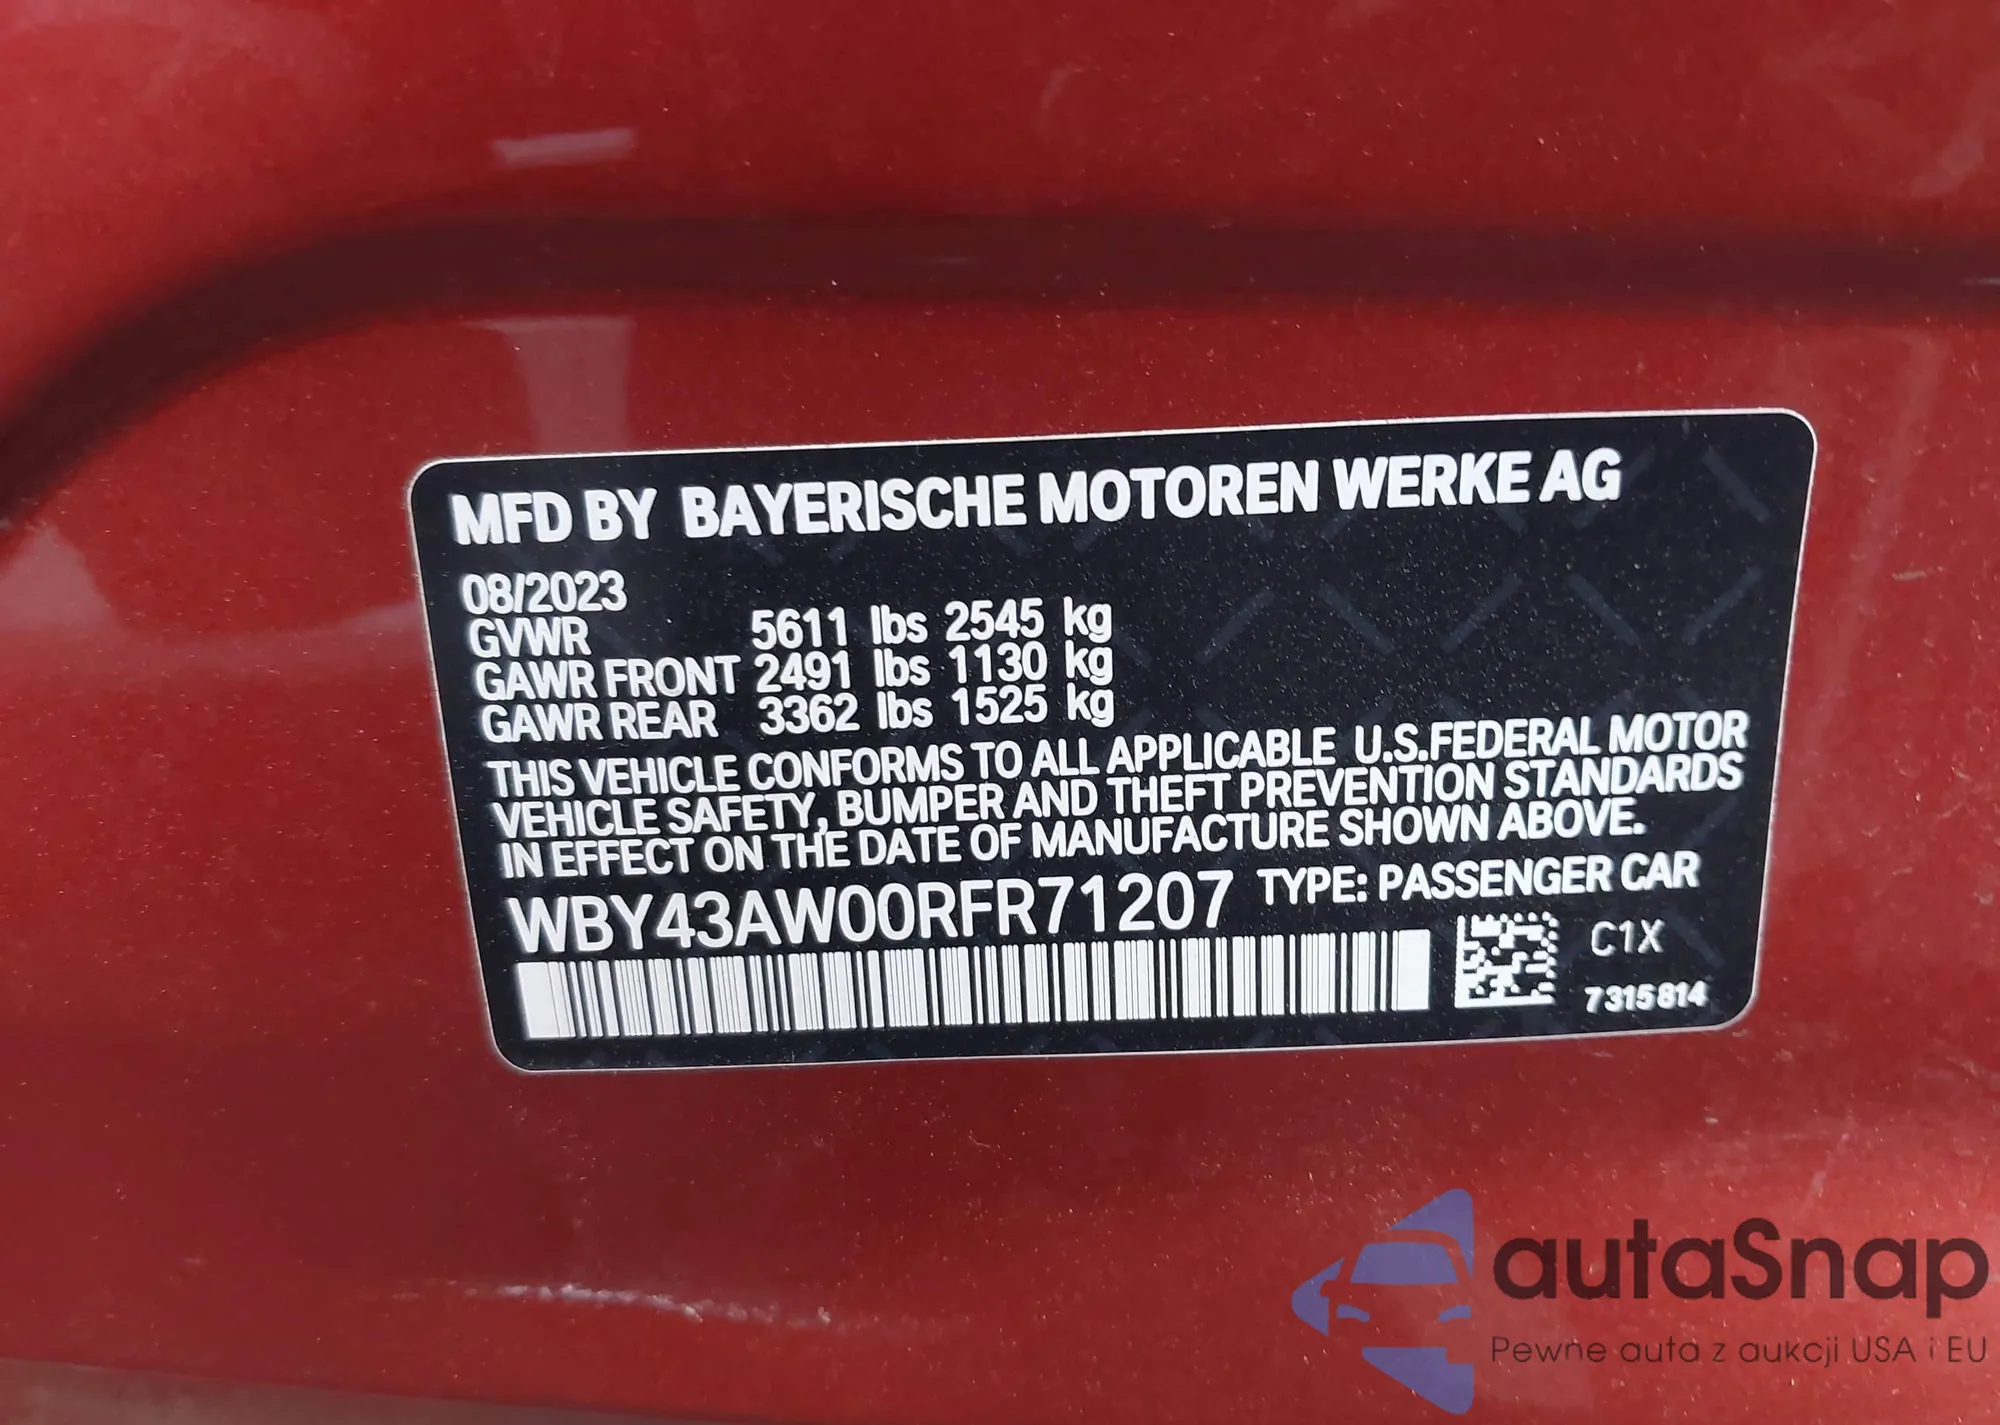 MFD BY BAYERISCHE MOTOREN WERKE AG
08/2023
GVWR 5611 lbs 2545 kg
GAWR FRONT 2491 lbs 1130 kg
GAWR REAR 3362 lbs 1525 kg
THIS VEHICLE CONFORMS TO ALL APPLICABLE U.S.FEDERAL MOTOR
VEHICLE SAFETY, BUMPER AND THEFT PREVENTION STANDARDS
IN EFFECT ON THE DATE OF MANUFACTURE SHOWN ABOVE.
WBY43AW00RFR71207 TYPE: PASSENGER CAR
C1X
7315814
autaSnap
Pewne auta z aukcji USA i EU